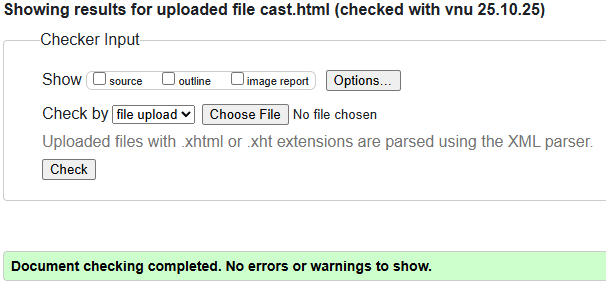 Showing results for uploaded file cast.html (checked with vnu 25.10.25)
Checker Input
Show source outline image report Options...
Check by file upload Choose File No file chosen
Uploaded files with .xhtml or .xht extensions are parsed using the XML parser.
Check
Document checking completed. No errors or warnings to show.